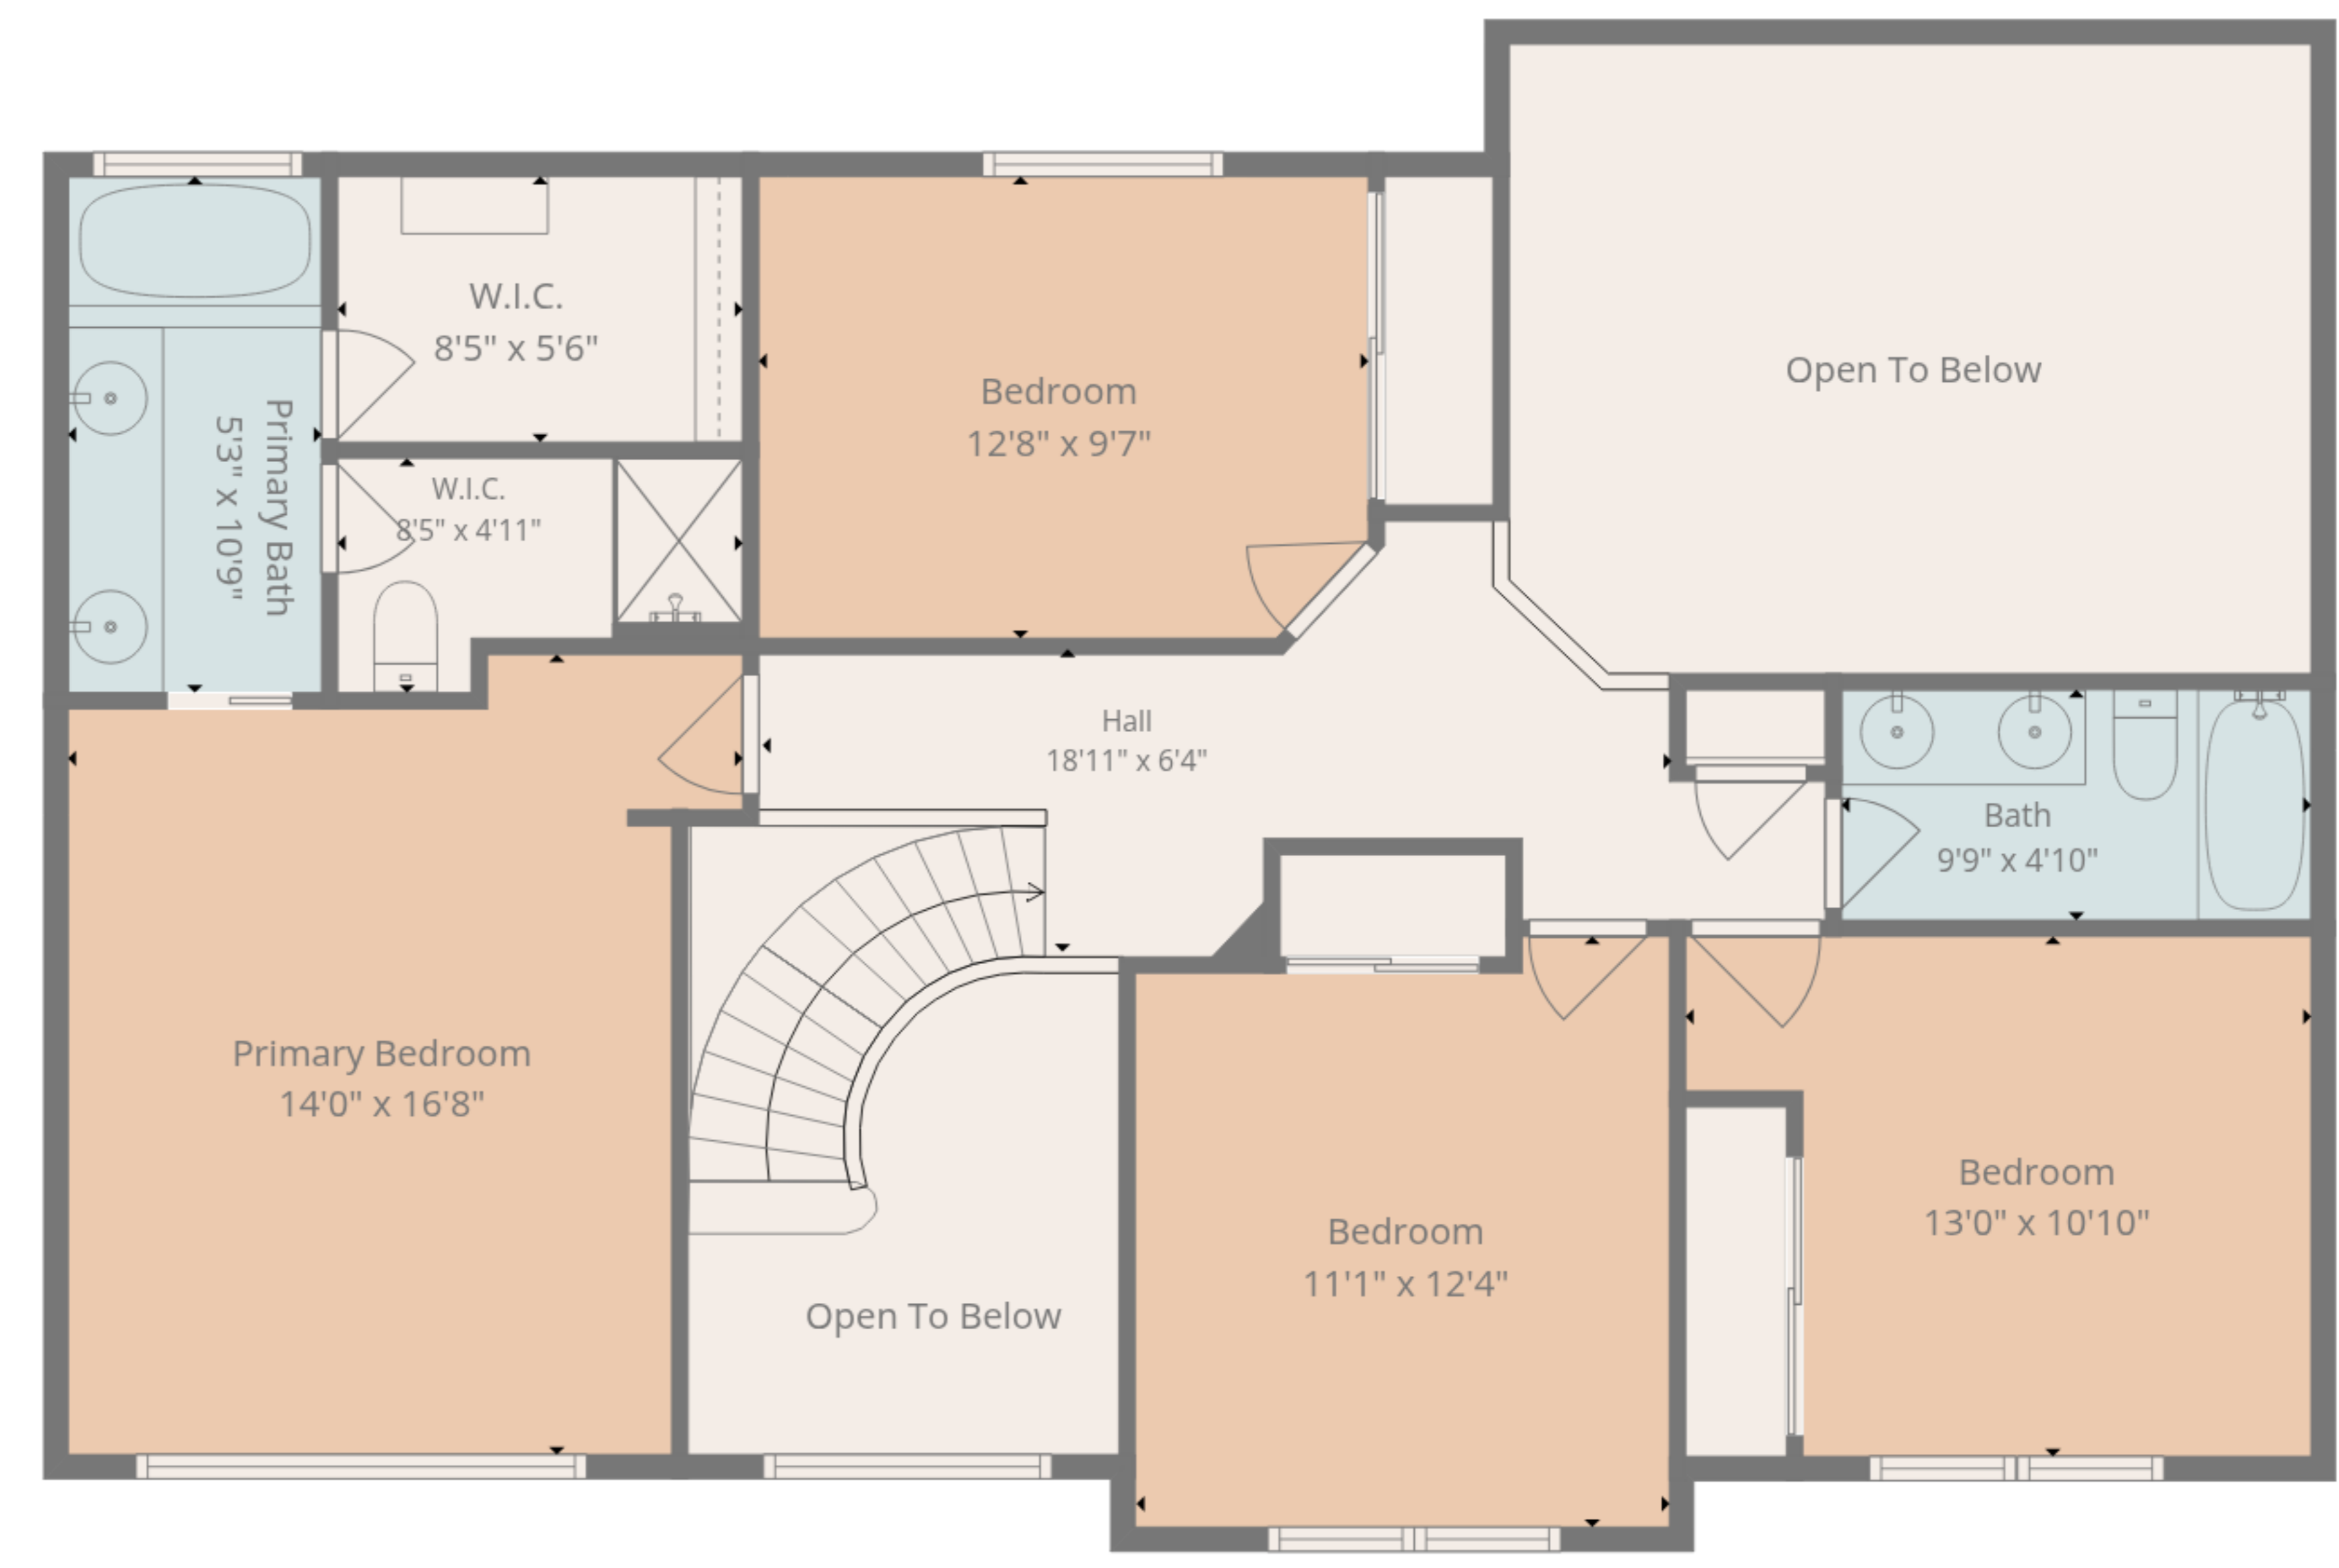 Open To Below
W.I.C.
8'5" x 5'6"
Bedroom
12'8" x 9'7"
Primary Bath
5'3" x 10'9"
W.I.C.
8'5" x 4'11"
Hall
18'11" x 6'4"
Bath
9'9" x 4'10"
Primary Bedroom
14'0" x 16'8"
Open To Below
Bedroom
11'1" x 12'4"
Bedroom
13'0" x 10'10"